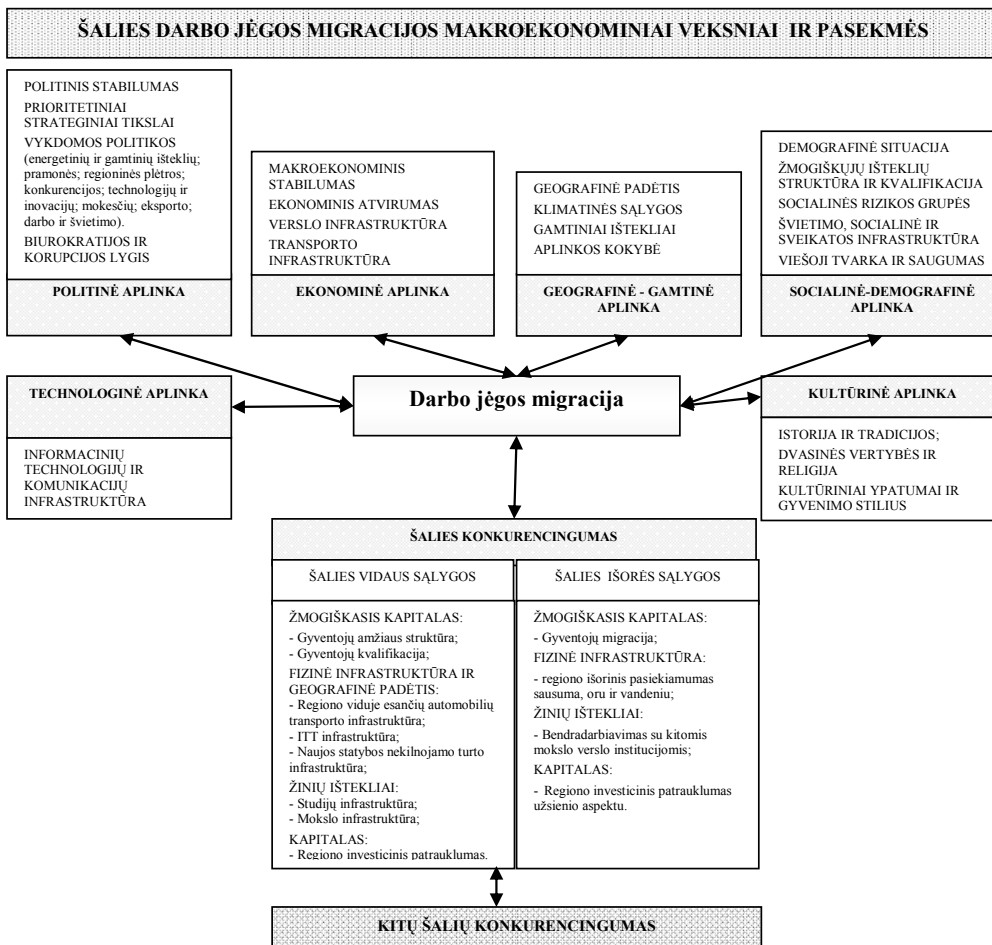 ŠALIES DARBO JĖGOS MIGRACIJOS MAKROEKONOMINIAI VEKSNIAI IR PASEKMĖS
POLITINIS STABILUMAS
PRIORITETINIAI
STRATEGINIAI TIKSLAI
VYKDOMOS POLITIKOS
(energetinių ir gamtinių išteklių;
pramonės; regioninės plėtros;
konkurencijos; technologijų ir
inovacijų; mokesčių; eksporto;
darbo ir švietimo).
BIUROKRATIJOS IR
KORUPCIJOS LYGIS
POLITINĖ APLINKA
MAKROEKONOMINIS
STABILUMAS
EKONOMINIS ATVIRUMAS
VERSLO INFRASTRUKTŪRA
TRANSPORTO
INFRASTRUKTŪRA
EKONOMINĖ APLINKA
GEOGRAFINĖ PADĖTIS
KLIMATINĖS SĄLYGOS
GAMTINIAI IŠTEKLIAI
APLINKOS KOKYBĖ
GEOGRAFINĖ - GAMTINĖ
APLINKA
DEMOGRAFINĖ SITUACIJA
ŽMOGIŠKŲJŲ IŠTEKLIŲ
STRUKTŪRA IR KVALIFIKACIJA
SOCIALINĖS RIZIKOS GRUPĖS
ŠVIETIMO, SOCIALINĖ IR
SVEIKATOS INFRASTRUKTŪRA
VIEŠOJI TVARKA IR SAUGUMAS
SOCIALINĖ-DEMOGRAFINĖ
APLINKA
TECHNOLOGINĖ APLINKA
INFORMACINIŲ
TECHNOLOGIJŲ IR
KOMUNIKACIJŲ
INFRASTRUKTŪRA
Darbo jėgos migracija
KULTŪRINĖ APLINKA
ISTORIJA IR TRADICIJOS;
DVASINĖS VERTYBĖS IR
RELIGIJA
KULTŪRINIAI YPATUMAI IR
GYVENIMO STILIUS
ŠALIES KONKURENCINGUMAS
ŠALIES VIDAUS SĄLYGOS
ŽMOGIŠKASIS KAPITALAS:
- Gyventojų amžiaus struktūra;
- Gyventojų kvalifikacija;
FIZINĖ INFRASTRUKTŪRA IR
GEOGRAFINĖ PADĖTIS:
- Regiono viduje esančių automobilių
transporto infrastruktūra;
- ITT infrastruktūra;
- Naujos statybos nekilnojamo turto
infrastruktūra;
ŽINIŲ IŠTEKLIAI:
- Studijų infrastruktūra;
- Mokslo infrastruktūra;
KAPITALAS:
- Regiono investicinis patrauklumas.
ŠALIES IŠORĖS SĄLYGOS
ŽMOGIŠKASIS KAPITALAS:
- Gyventojų migracija;
FIZINĖ INFRASTRUKTŪRA:
- regiono išorinis pasiekiamumas
sausuma, oru ir vandeniu;
ŽINIŲ IŠTEKLIAI:
- Bendradarbiavimas su kitomis
mokslo verslo institucijomis;
KAPITALAS:
- Regiono investicinis patrauklumas
užsienio aspektu.
KITŲ ŠALIŲ KONKURENCINGUMAS